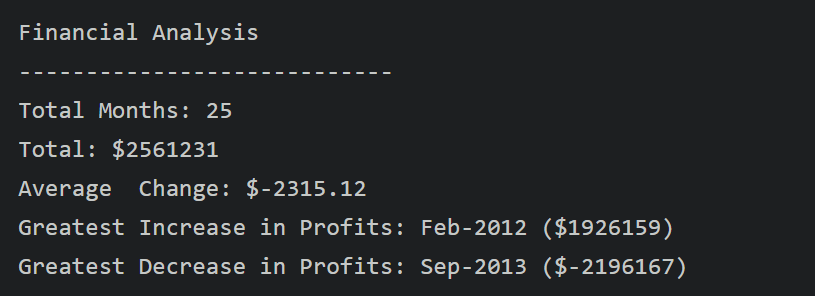 Financial Analysis
----------------------------
Total Months: 25
Total: $2561231
Average  Change: $-2315.12
Greatest Increase in Profits: Feb-2012 ($1926159)
Greatest Decrease in Profits: Sep-2013 ($-2196167)